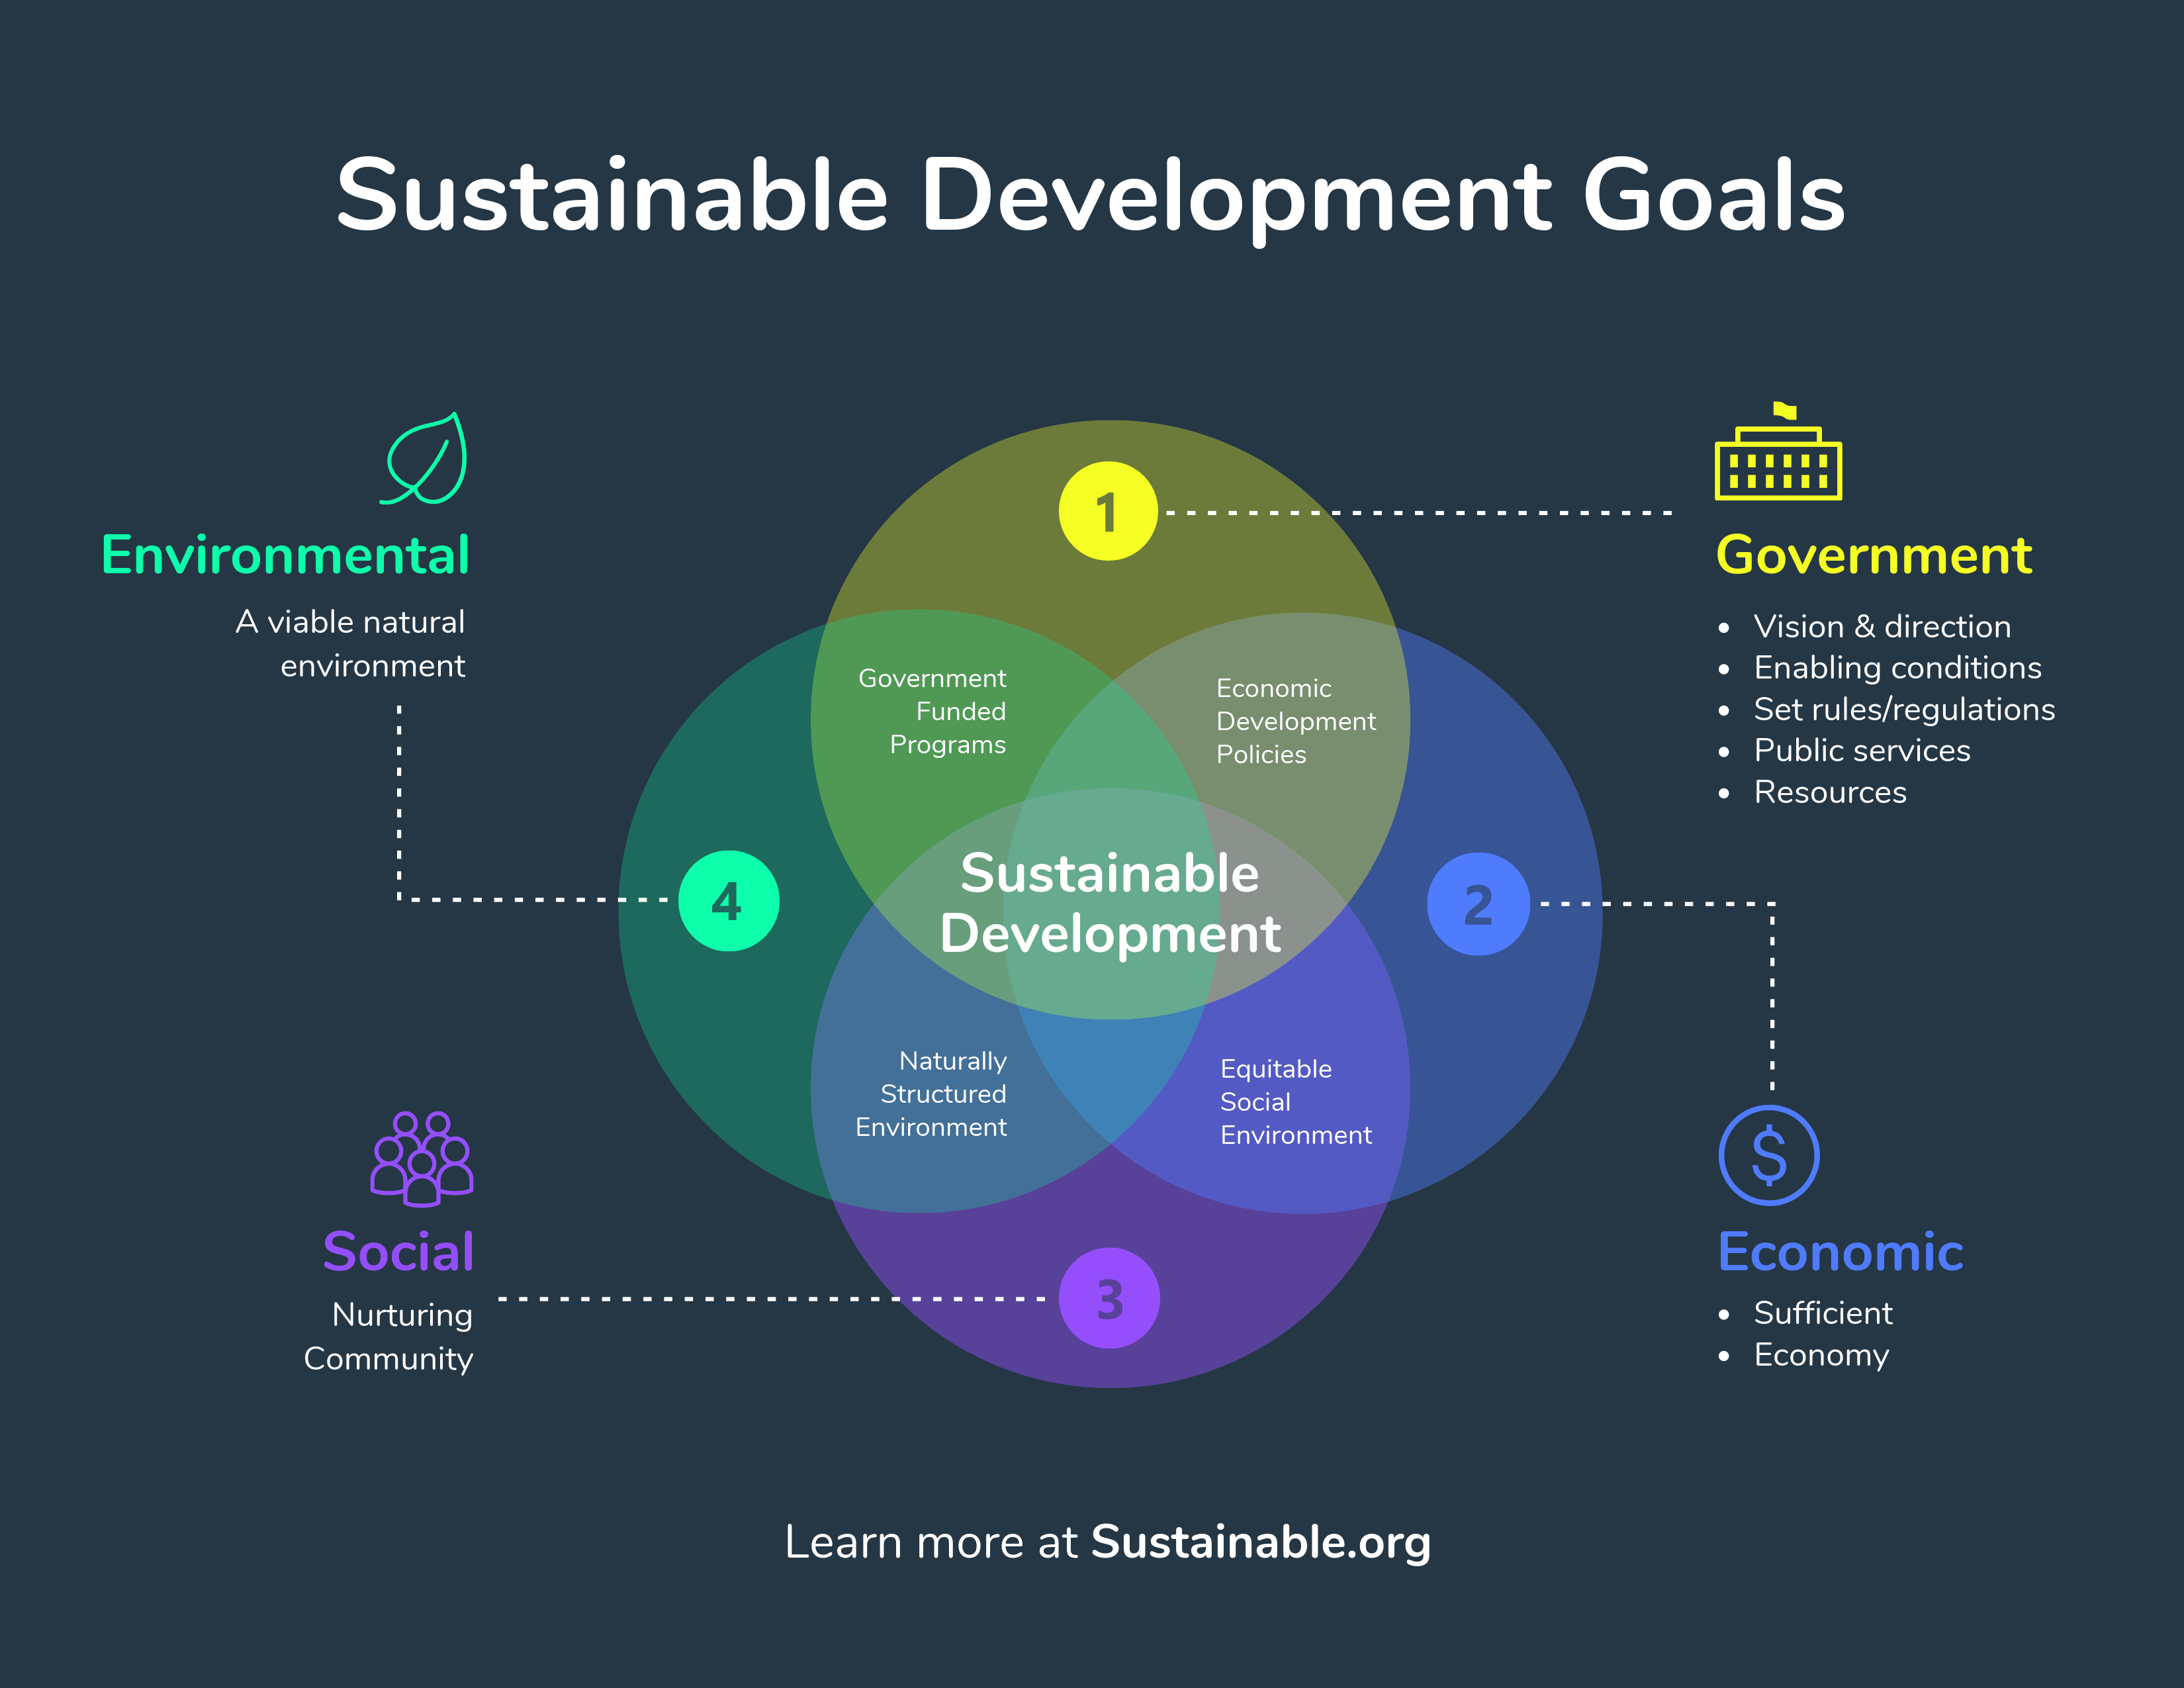 Sustainable Development Goals
Environmental
A viable natural
environment
Government
• Vision & direction
• Enabling conditions
• Set rules/regulations
• Public services
• Resources
1
Government
Funded
Programs
Economic
Development
Policies
4
Sustainable
Development
2
Naturally
Structured
Environment
Equitable
Social
Environment
3
Social
Nurturing
Community
$
Economic
• Sufficient
• Economy
Learn more at Sustainable.org